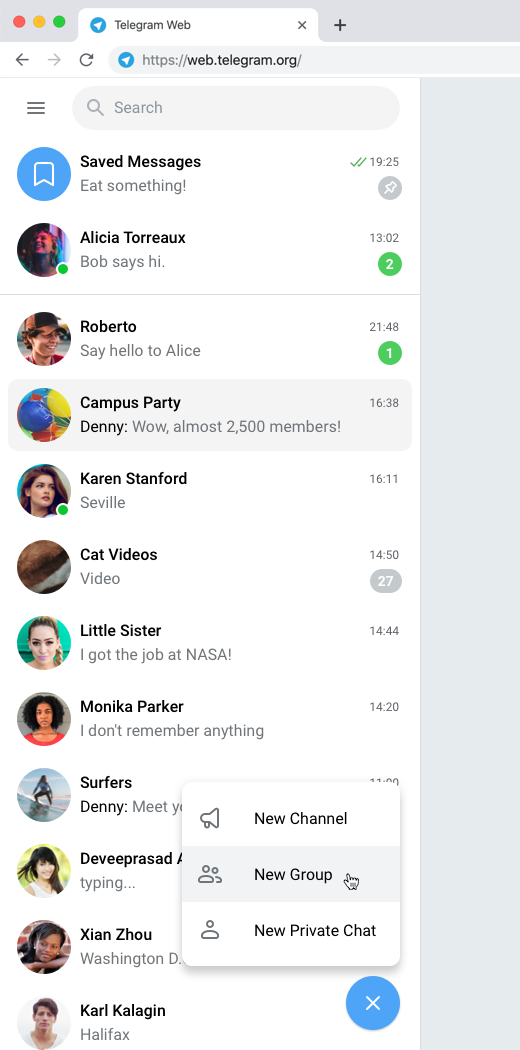 Telegram Web
https://web.telegram.org/
Search
Saved Messages 19:25
Eat something!
Alicia Torreaux 13:02
Bob says hi. 2
Roberto 21:48
Say hello to Alice 1
Campus Party 16:38
Denny: Wow, almost 2,500 members!
Karen Stanford 16:11
Seville
Cat Videos 14:50
Video 27
Little Sister 14:44
I got the job at NASA!
Monika Parker 14:20
I don't remember anything
Surfers
Denny: Meet
New Channel
Deveeprasad
typing...
New Group
Xian Zhou
Washington D.
New Private Chat
Karl Kalagin
Halifax